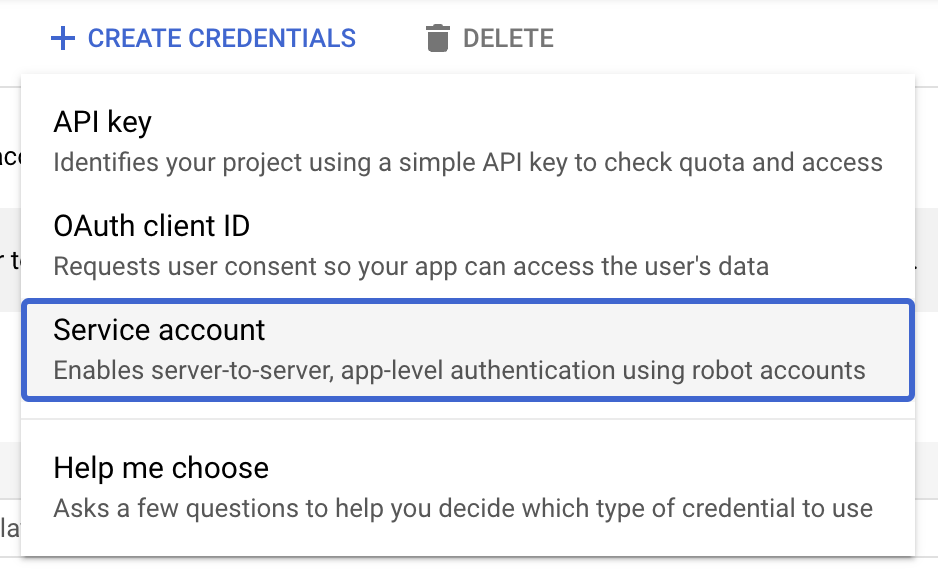 CREATE CREDENTIALS DELETE
API key
Identifies your project using a simple API key to check quota and access
OAuth client ID
Requests user consent so your app can access the user's data
Service account
Enables server-to-server, app-level authentication using robot accounts
Help me choose
Asks a few questions to help you decide which type of credential to use